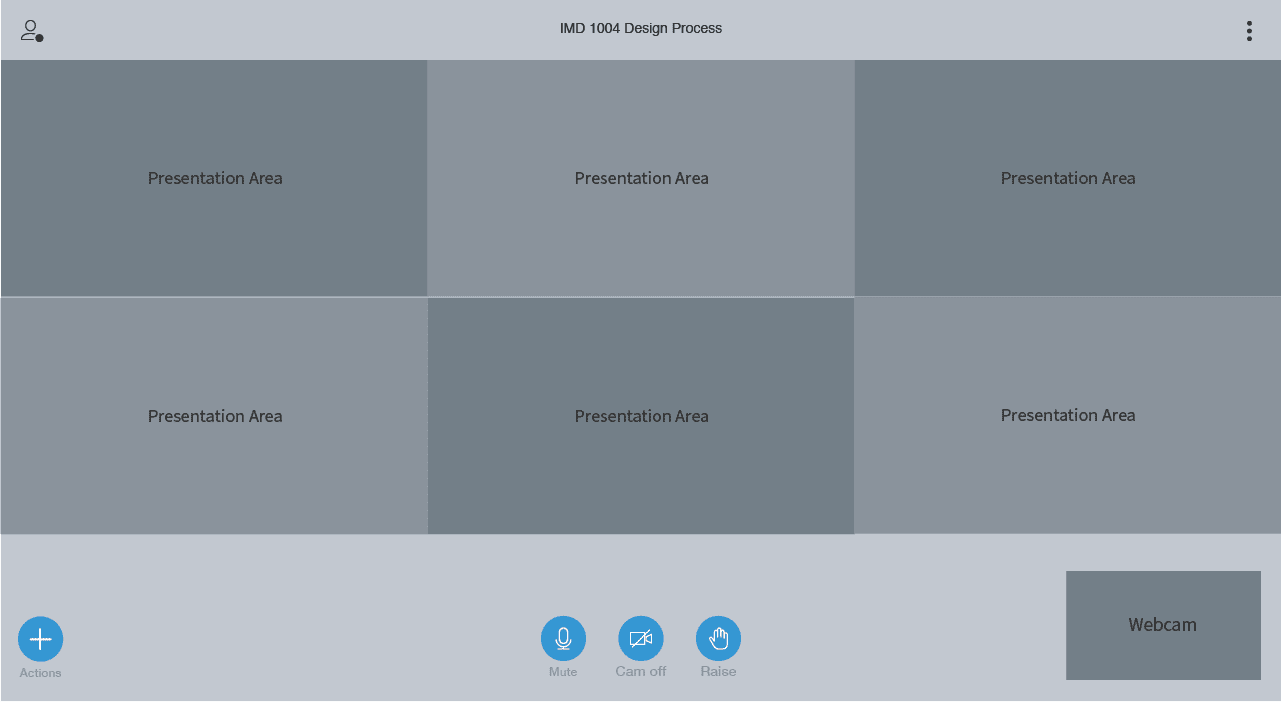 IMD 1004 Design Process
Presentation Area
Presentation Area
Presentation Area
Presentation Area
Presentation Area
Presentation Area
Webcam
Actions
Mute
Cam off
Raise